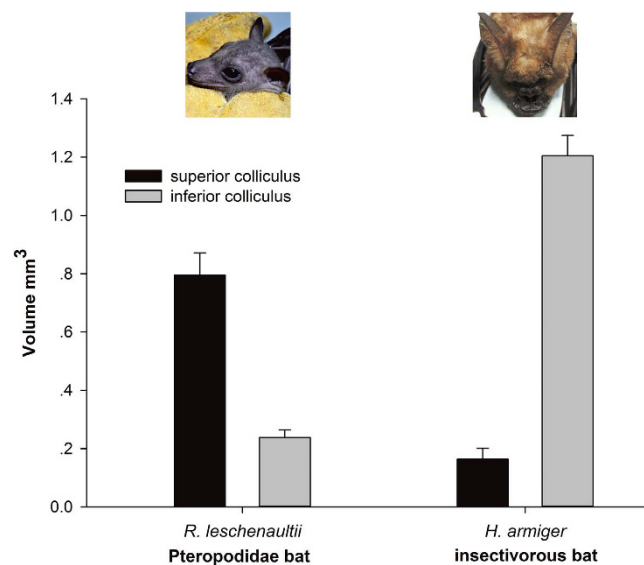 1.4
1.2
1.0
.8
.6
.4
.2
0.0
Volume mm³
superior colliculus
inferior colliculus
R. leschenaultii
Pteropodidae bat
H. armiger
insectivorous bat